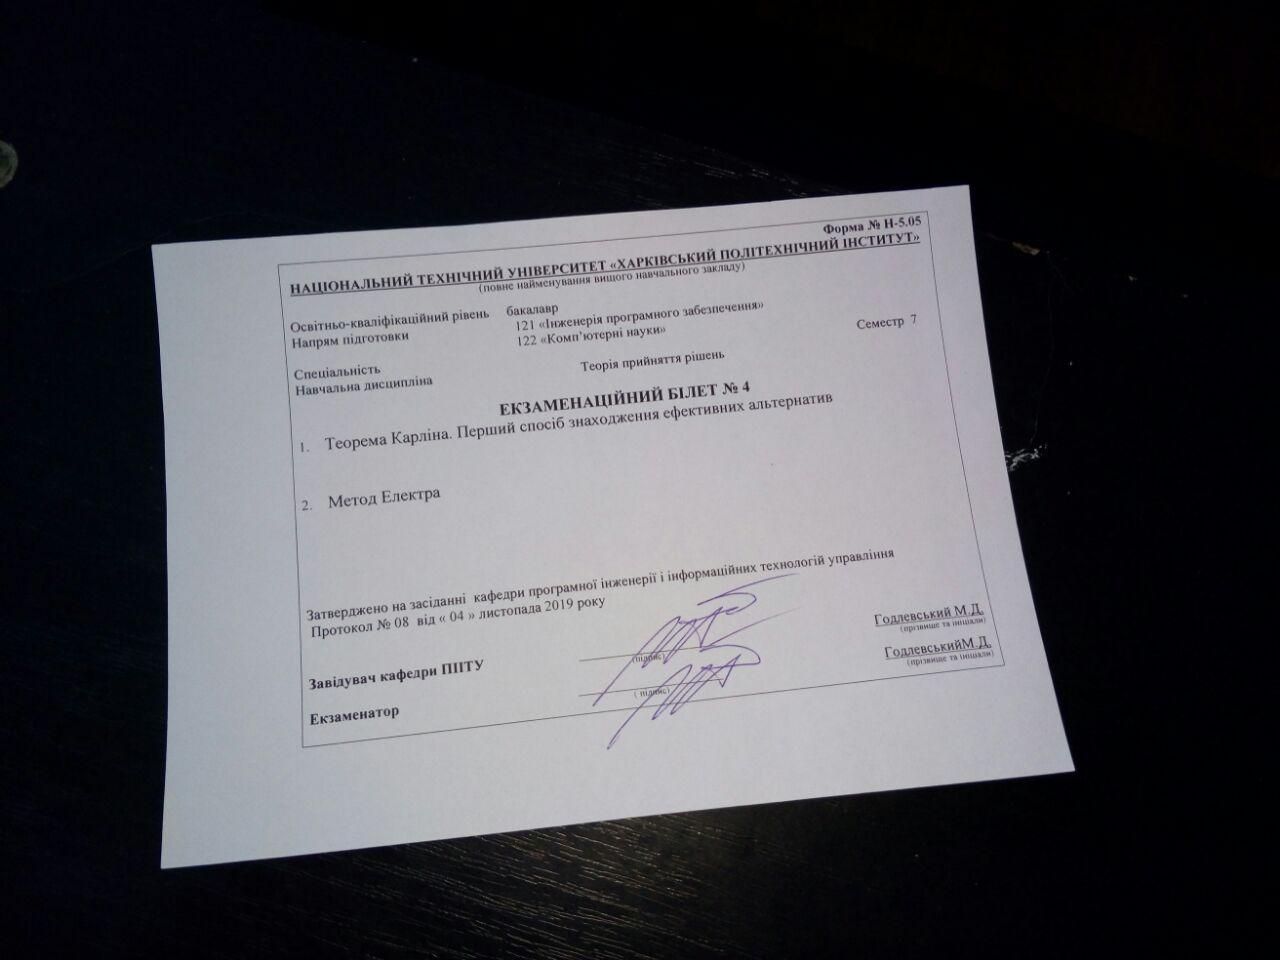 Форма № Н-5.05
НАЦІОНАЛЬНИЙ ТЕХНІЧНИЙ УНІВЕРСИТЕТ «ХАРКІВСЬКИЙ ПОЛІТЕХНІЧНИЙ ІНСТИТУТ»
(повне найменування вищого навчального закладу)
Освітньо-кваліфікаційний рівень бакалавр
Напрям підготовки 121 «Інженерія програмного забезпечення»
122 «Комп’ютерні науки» Семестр 7
Спеціальність
Навчальна дисципліна Теорія прийняття рішень
ЕКЗАМЕНАЦІЙНИЙ БІЛЕТ № 4
1. Теорема Карліна. Перший спосіб знаходження ефективних альтернатив
2. Метод Електра
Затверджено на засіданні кафедри програмної інженерії і інформаційних технологій управління
Протокол № 08 від « 04 » листопада 2019 року
Завідувач кафедри ПІІТУ Годлевський М.Д.
(підпис) (прізвище та ініціали)
Екзаменатор ГодлевськийМ.Д.
( підпис) (прізвище та ініціали)